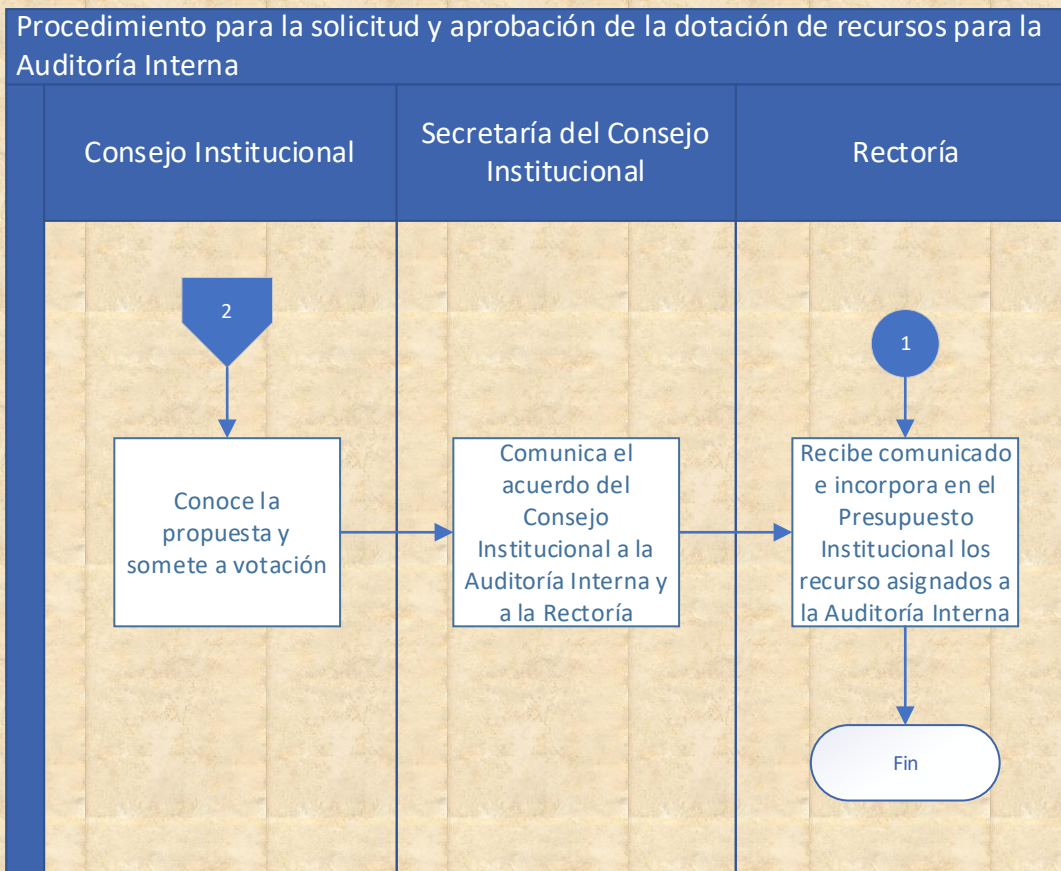 Procedimiento para la solicitud y aprobación de la dotación de recursos para la
Auditoría Interna
Consejo Institucional
Secretaría del Consejo
Institucional
Rectoría
2
1
Conoce la
propuesta y
somete a votación
Comunica el
acuerdo del
Consejo
Institucional a la
Auditoría Interna y
a la Rectoría
Recibe comunicado
e incorpora en el
Presupuesto
Institucional los
recurso asignados a
la Auditoría Interna
Fin